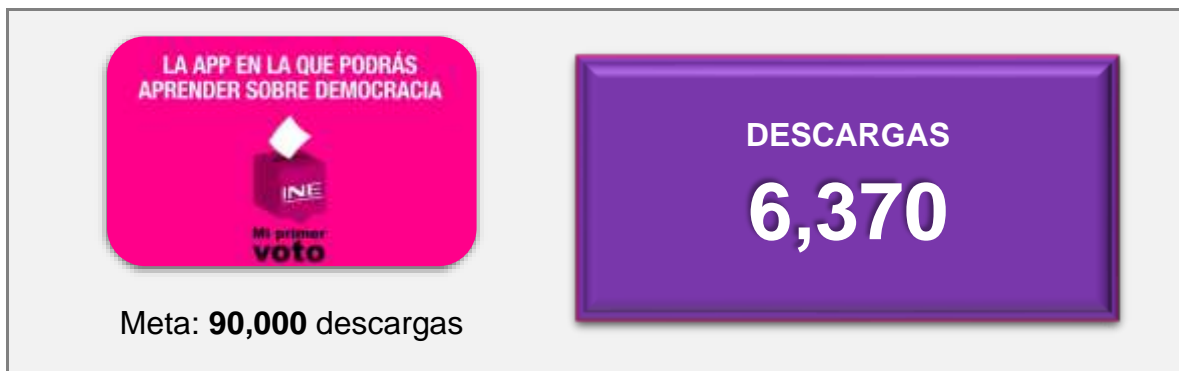 LA APP EN LA QUE PODRÁS
APRENDER SOBRE DEMOCRACIA
INE
Mi primer
voto
Meta: 90,000 descargas
DESCARGAS
6,370